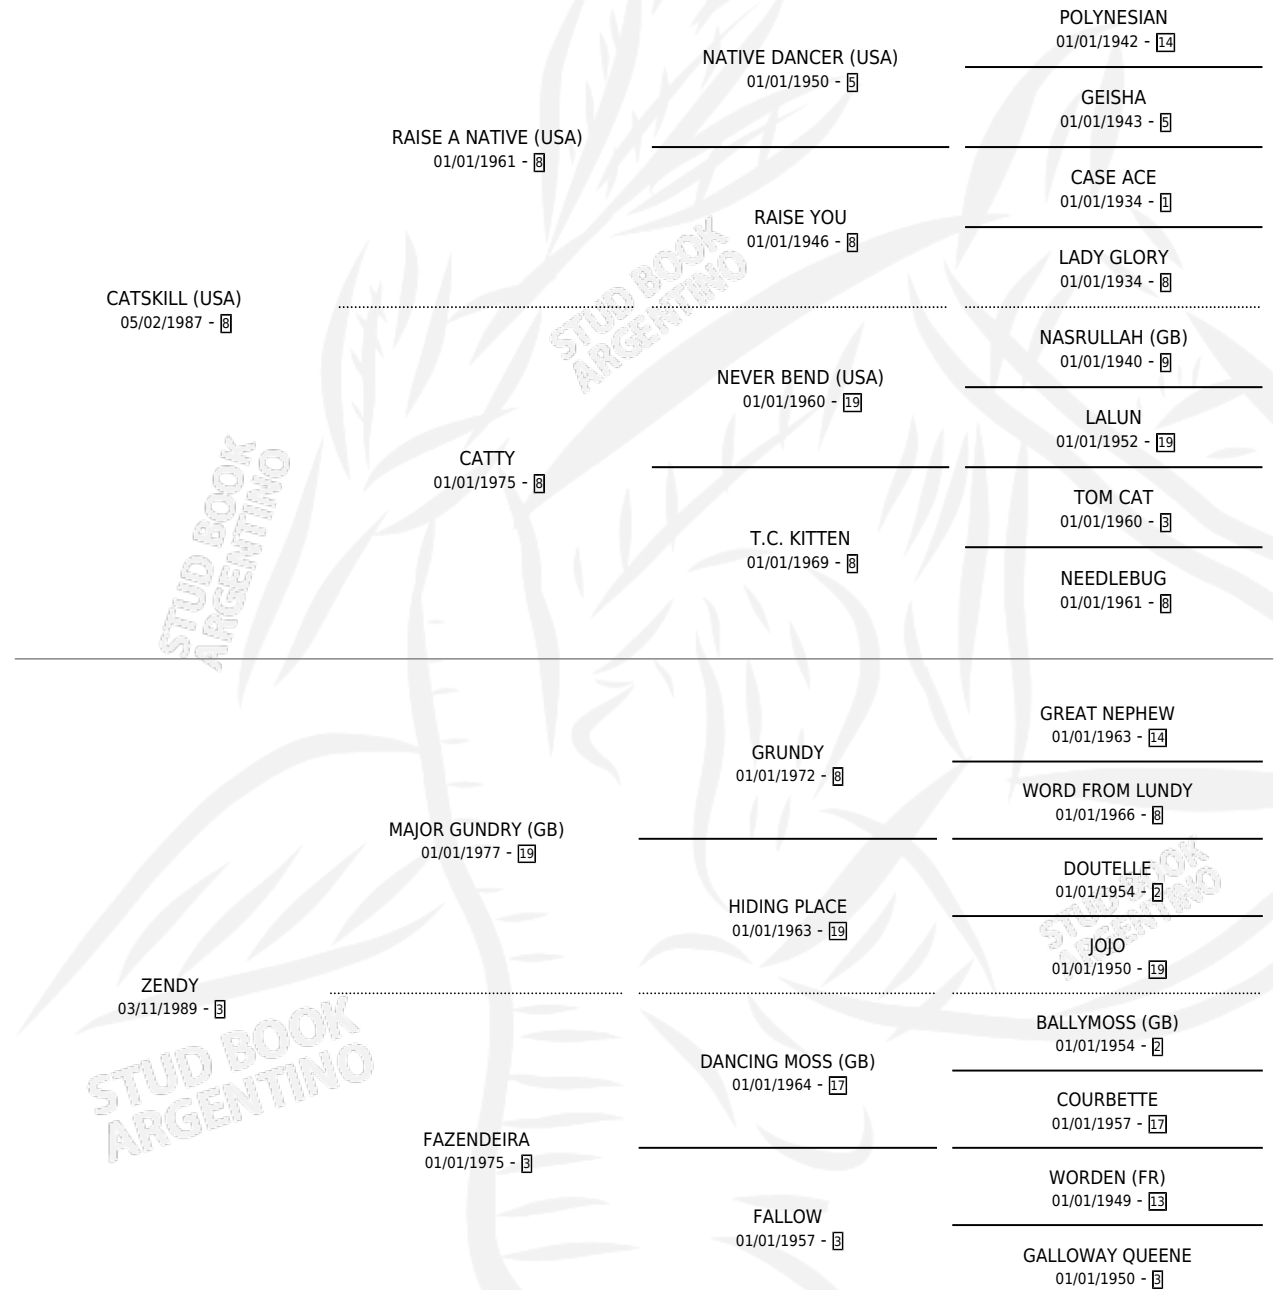 POLYNESIAN
01/01/1942 - 14
NATIVE DANCER (USA)
01/01/1950 - 5
GEISHA
01/01/1943 - 5
RAISE A NATIVE (USA)
01/01/1961 - 8
CASE ACE
01/01/1934 - 1
RAISE YOU
01/01/1946 - 8
LADY GLORY
01/01/1934 - 8
CATSKILL (USA)
05/02/1987 - 8
STUD BOOK
ARGENTINO
NASRULLAH (GB)
01/01/1940 - 9
NEVER BEND (USA)
01/01/1960 - 19
LALUN
01/01/1952 - 19
CATTY
01/01/1975 - 8
TOM CAT
01/01/1960 - 3
T.C. KITTEN
01/01/1969 - 8
NEEDLEBUG
01/01/1961 - 8
STUD BOOK
ARGENTINO
GREAT NEPHEW
01/01/1963 - 14
GRUNDY
01/01/1972 - 8
WORD FROM LUNDY
01/01/1966 - 8
MAJOR GUNDRY (GB)
01/01/1977 - 19
DOUTELLE
01/01/1954 - 2
HIDING PLACE
01/01/1963 - 19
JOJO
01/01/1950 - 19
STUD BOOK
ARGENTINO
ZENDY
03/11/1989 - 3
BALLYMOSS (GB)
01/01/1954 - 2
DANCING MOSS (GB)
01/01/1964 - 17
COURBETTE
01/01/1957 - 17
STUD BOOK
ARGENTINO
FAZENDEIRA
01/01/1975 - 3
WORDEN (FR)
01/01/1949 - 13
FALLOW
01/01/1957 - 3
GALLOWAY QUEENE
01/01/1950 - 3